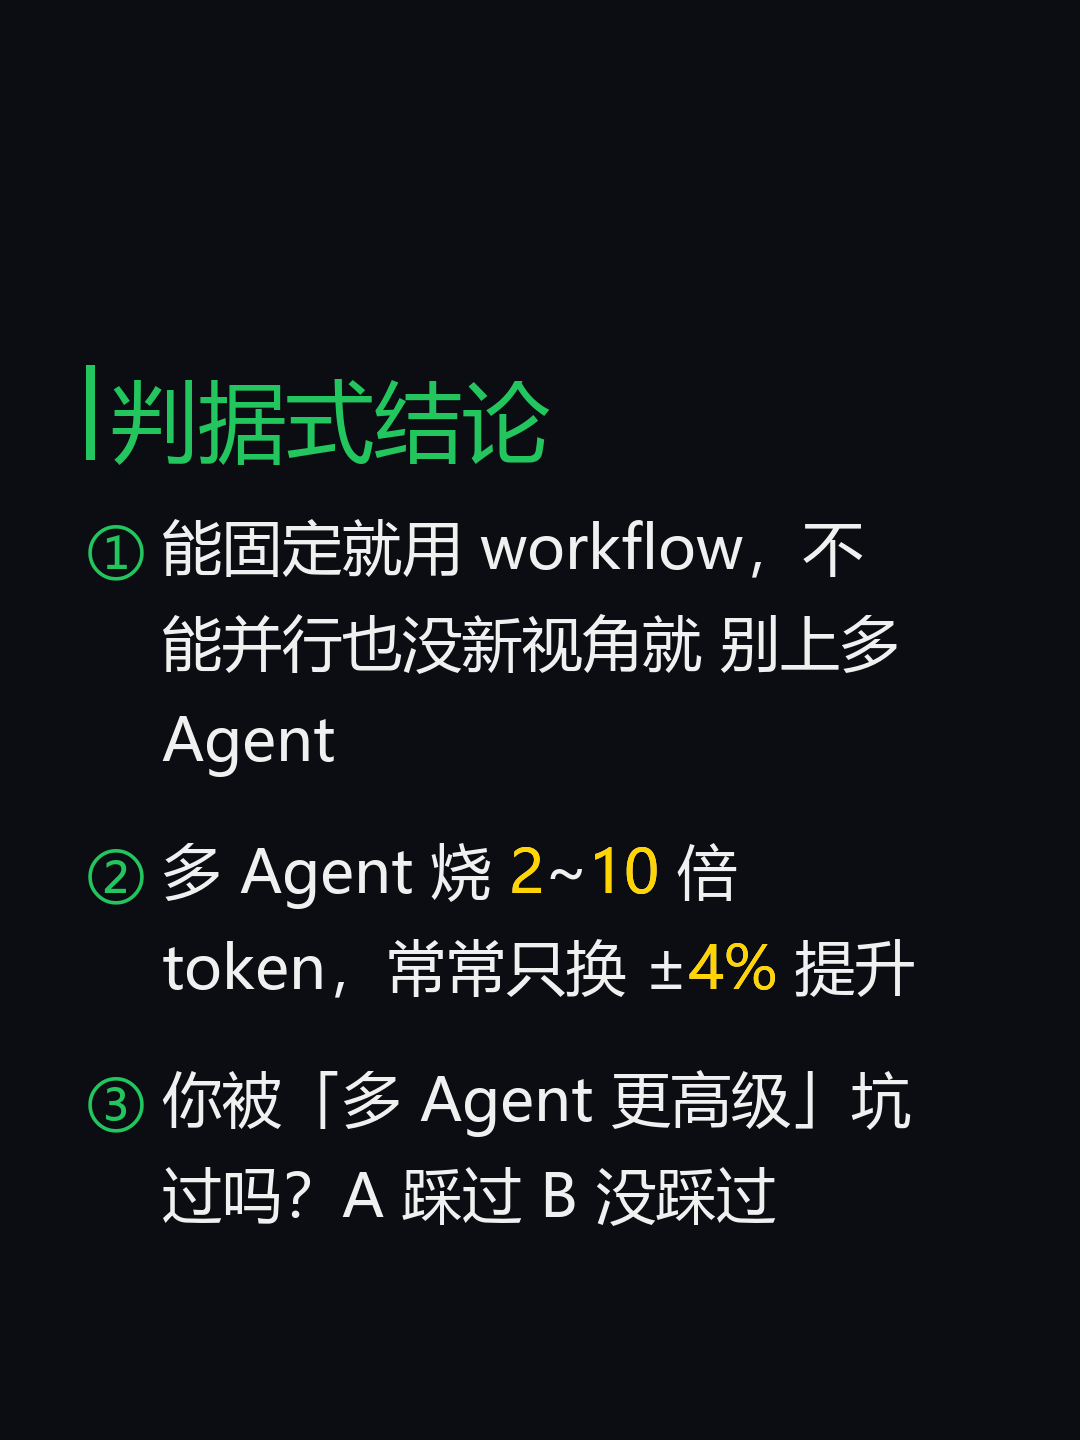 判据式结论
① 能固定就用 workflow，不
能并行也没新视角就 别上多
Agent
② 多 Agent 烧 2~10 倍
token，常常只换 ±4% 提升
③ 你被「多 Agent 更高级」坑
过吗？A 踩过 B 没踩过